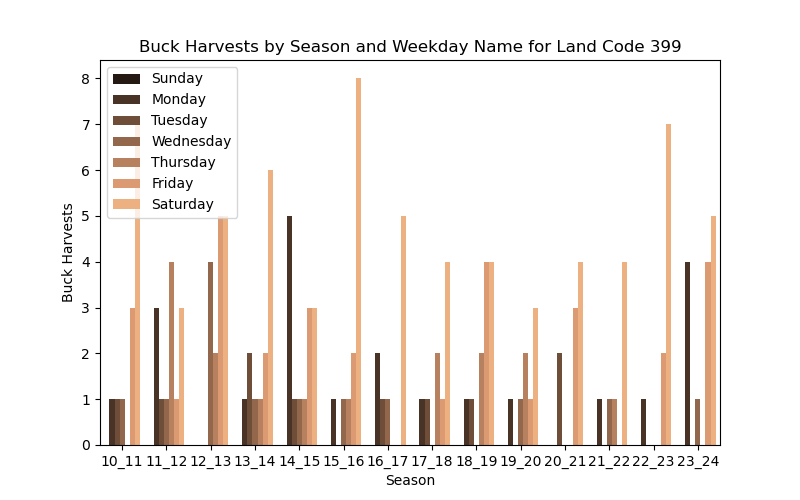 Buck Harvests by Season and Weekday Name for Land Code 399
Buck Harvests
8
7
6
5
4
3
2
1
0
Sunday
Monday
Tuesday
Wednesday
Thursday
Friday
Saturday
10_11 11_12 12_13 13_14 14_15 15_16 16_17 17_18 18_19 19_20 20_21 21_22 22_23 23_24
Season